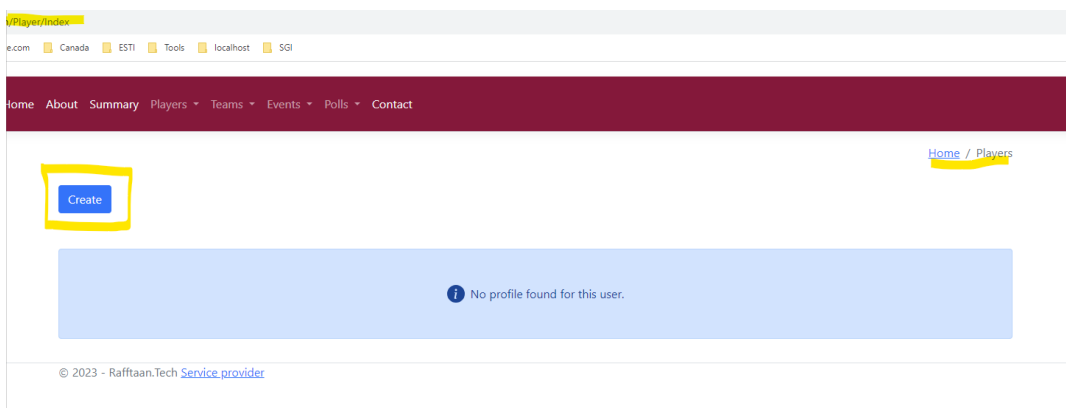 /Player/Index
e.com Canada ESTI Tools localhost SGI
Home About Summary Players Teams Events Polls Contact
Home / Players
Create
i No profile found for this user.
© 2023 - Rafftaan.Tech Service provider